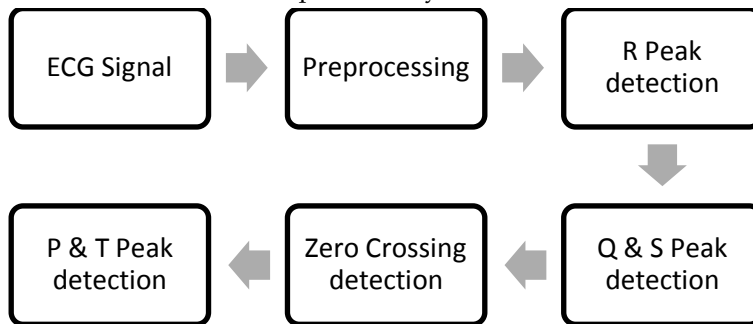 ECG Signal
Preprocessing
R Peak
detection
Q & S Peak
detection
Zero Crossing
detection
P & T Peak
detection